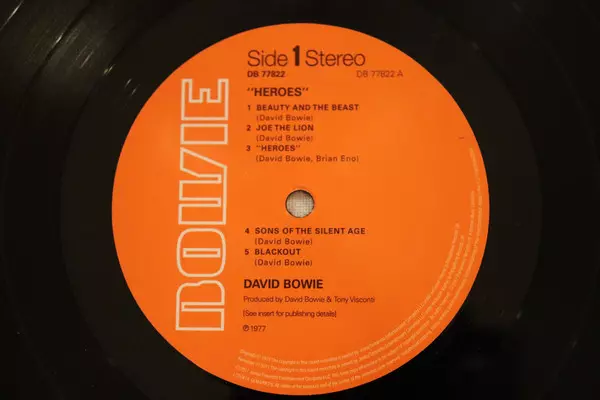 BOWIE
Side 1 Stereo
DB 77822
DB 77822 A
"HEROES"
1 BEAUTY AND THE BEAST
(David Bowie)
2 JOE THE LION
(David Bowie)
3 "HEROES"
(David Bowie, Brian Eno)
4 SONS OF THE SILENT AGE
(David Bowie)
5 BLACKOUT
(David Bowie)
DAVID BOWIE
Produced by David Bowie & Tony Visconti
[See insert for publishing details]
℗ 1977